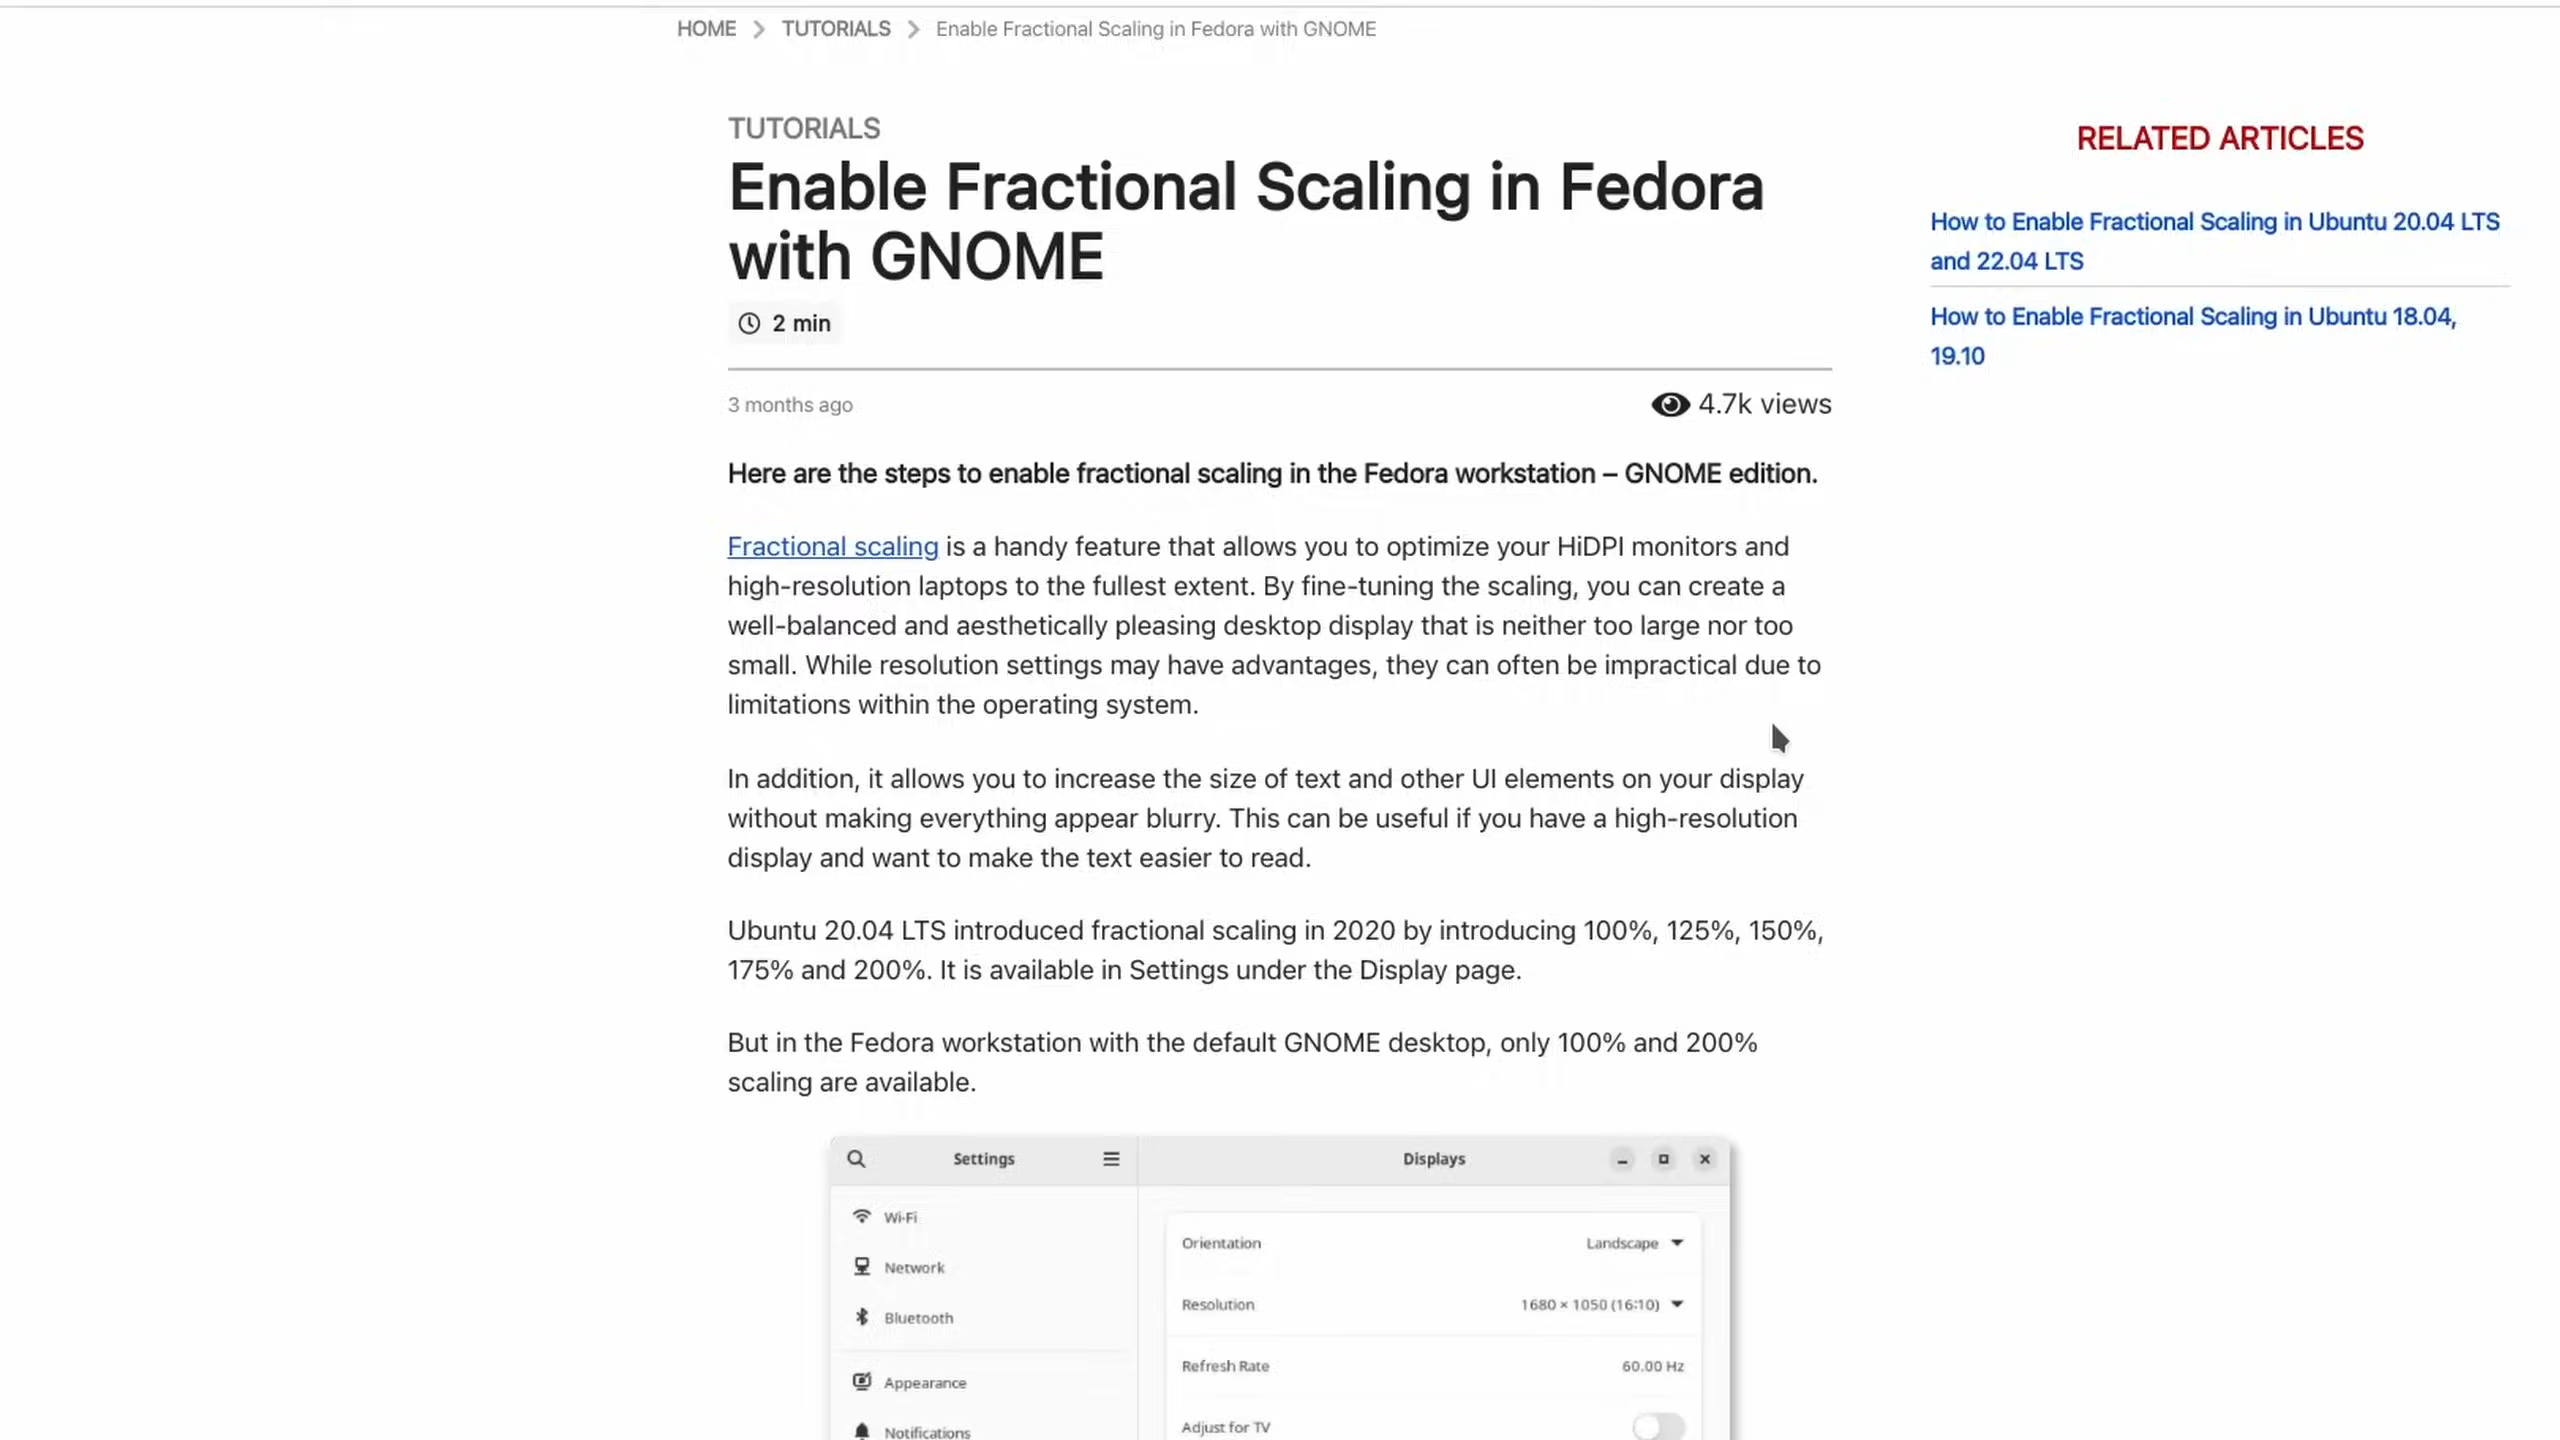 HOME > TUTORIALS > Enable Fractional Scaling in Fedora with GNOME
TUTORIALS
Enable Fractional Scaling in Fedora
with GNOME
2 min
3 months ago
4.7k views
Here are the steps to enable fractional scaling in the Fedora workstation – GNOME edition.
Fractional scaling is a handy feature that allows you to optimize your HiDPI monitors and
high-resolution laptops to the fullest extent. By fine-tuning the scaling, you can create a
well-balanced and aesthetically pleasing desktop display that is neither too large nor too
small. While resolution settings may have advantages, they can often be impractical due to
limitations within the operating system.
In addition, it allows you to increase the size of text and other UI elements on your display
without making everything appear blurry. This can be useful if you have a high-resolution
display and want to make the text easier to read.
Ubuntu 20.04 LTS introduced fractional scaling in 2020 by introducing 100%, 125%, 150%,
175% and 200%. It is available in Settings under the Display page.
But in the Fedora workstation with the default GNOME desktop, only 100% and 200%
scaling are available.
Settings
Wi-Fi
Network
Bluetooth
Appearance
Notifications
Displays
Orientation Landscape
Resolution 1680 × 1050 (16:10)
Refresh Rate 60.00 Hz
Adjust for TV
RELATED ARTICLES
How to Enable Fractional Scaling in Ubuntu 20.04 LTS
and 22.04 LTS
How to Enable Fractional Scaling in Ubuntu 18.04,
19.10